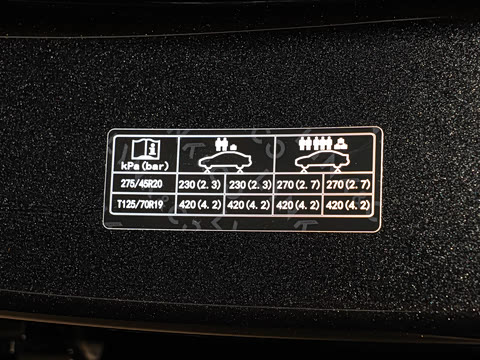 i
kPa(bar)
275/45R20 230(2.3) 230(2.3) 270(2.7) 270(2.7)
T125/70R19 420(4.2) 420(4.2) 420(4.2) 420(4.2)